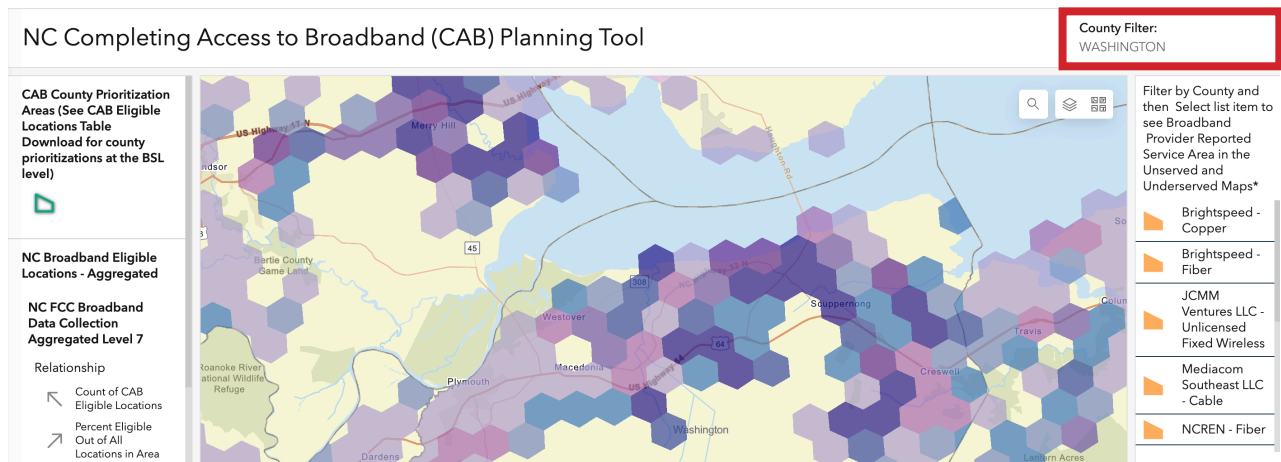 NC Completing Access to Broadband (CAB) Planning Tool
County Filter:
WASHINGTON
CAB County Prioritization
Areas (See CAB Eligible
Locations Table
Download for county
prioritizations at the BSL
level)
NC Broadband Eligible
Locations - Aggregated
NC FCC Broadband
Data Collection
Aggregated Level 7
Relationship
Count of CAB
Eligible Locations
Percent Eligible
Out of All
Locations in Area
US Highway 17 N
US Highway
Merry Hill
ndsor
45
Bertie County
Game Land
308
NC Highway 32 N
Westover
Scuppernong
64
Macedonia
US Highway 64
Roanoke River
ational Wildlife
Refuge
Plymouth
Washington
Dardens
Creswell
Travis
Colum
So
Lantern Acres
Filter by County and
then Select list item to
see Broadband
Provider Reported
Service Area in the
Unserved and
Underserved Maps*
Brightspeed -
Copper
Brightspeed -
Fiber
JCMM
Ventures LLC -
Unlicensed
Fixed Wireless
Mediacom
Southeast LLC
- Cable
NCREN - Fiber